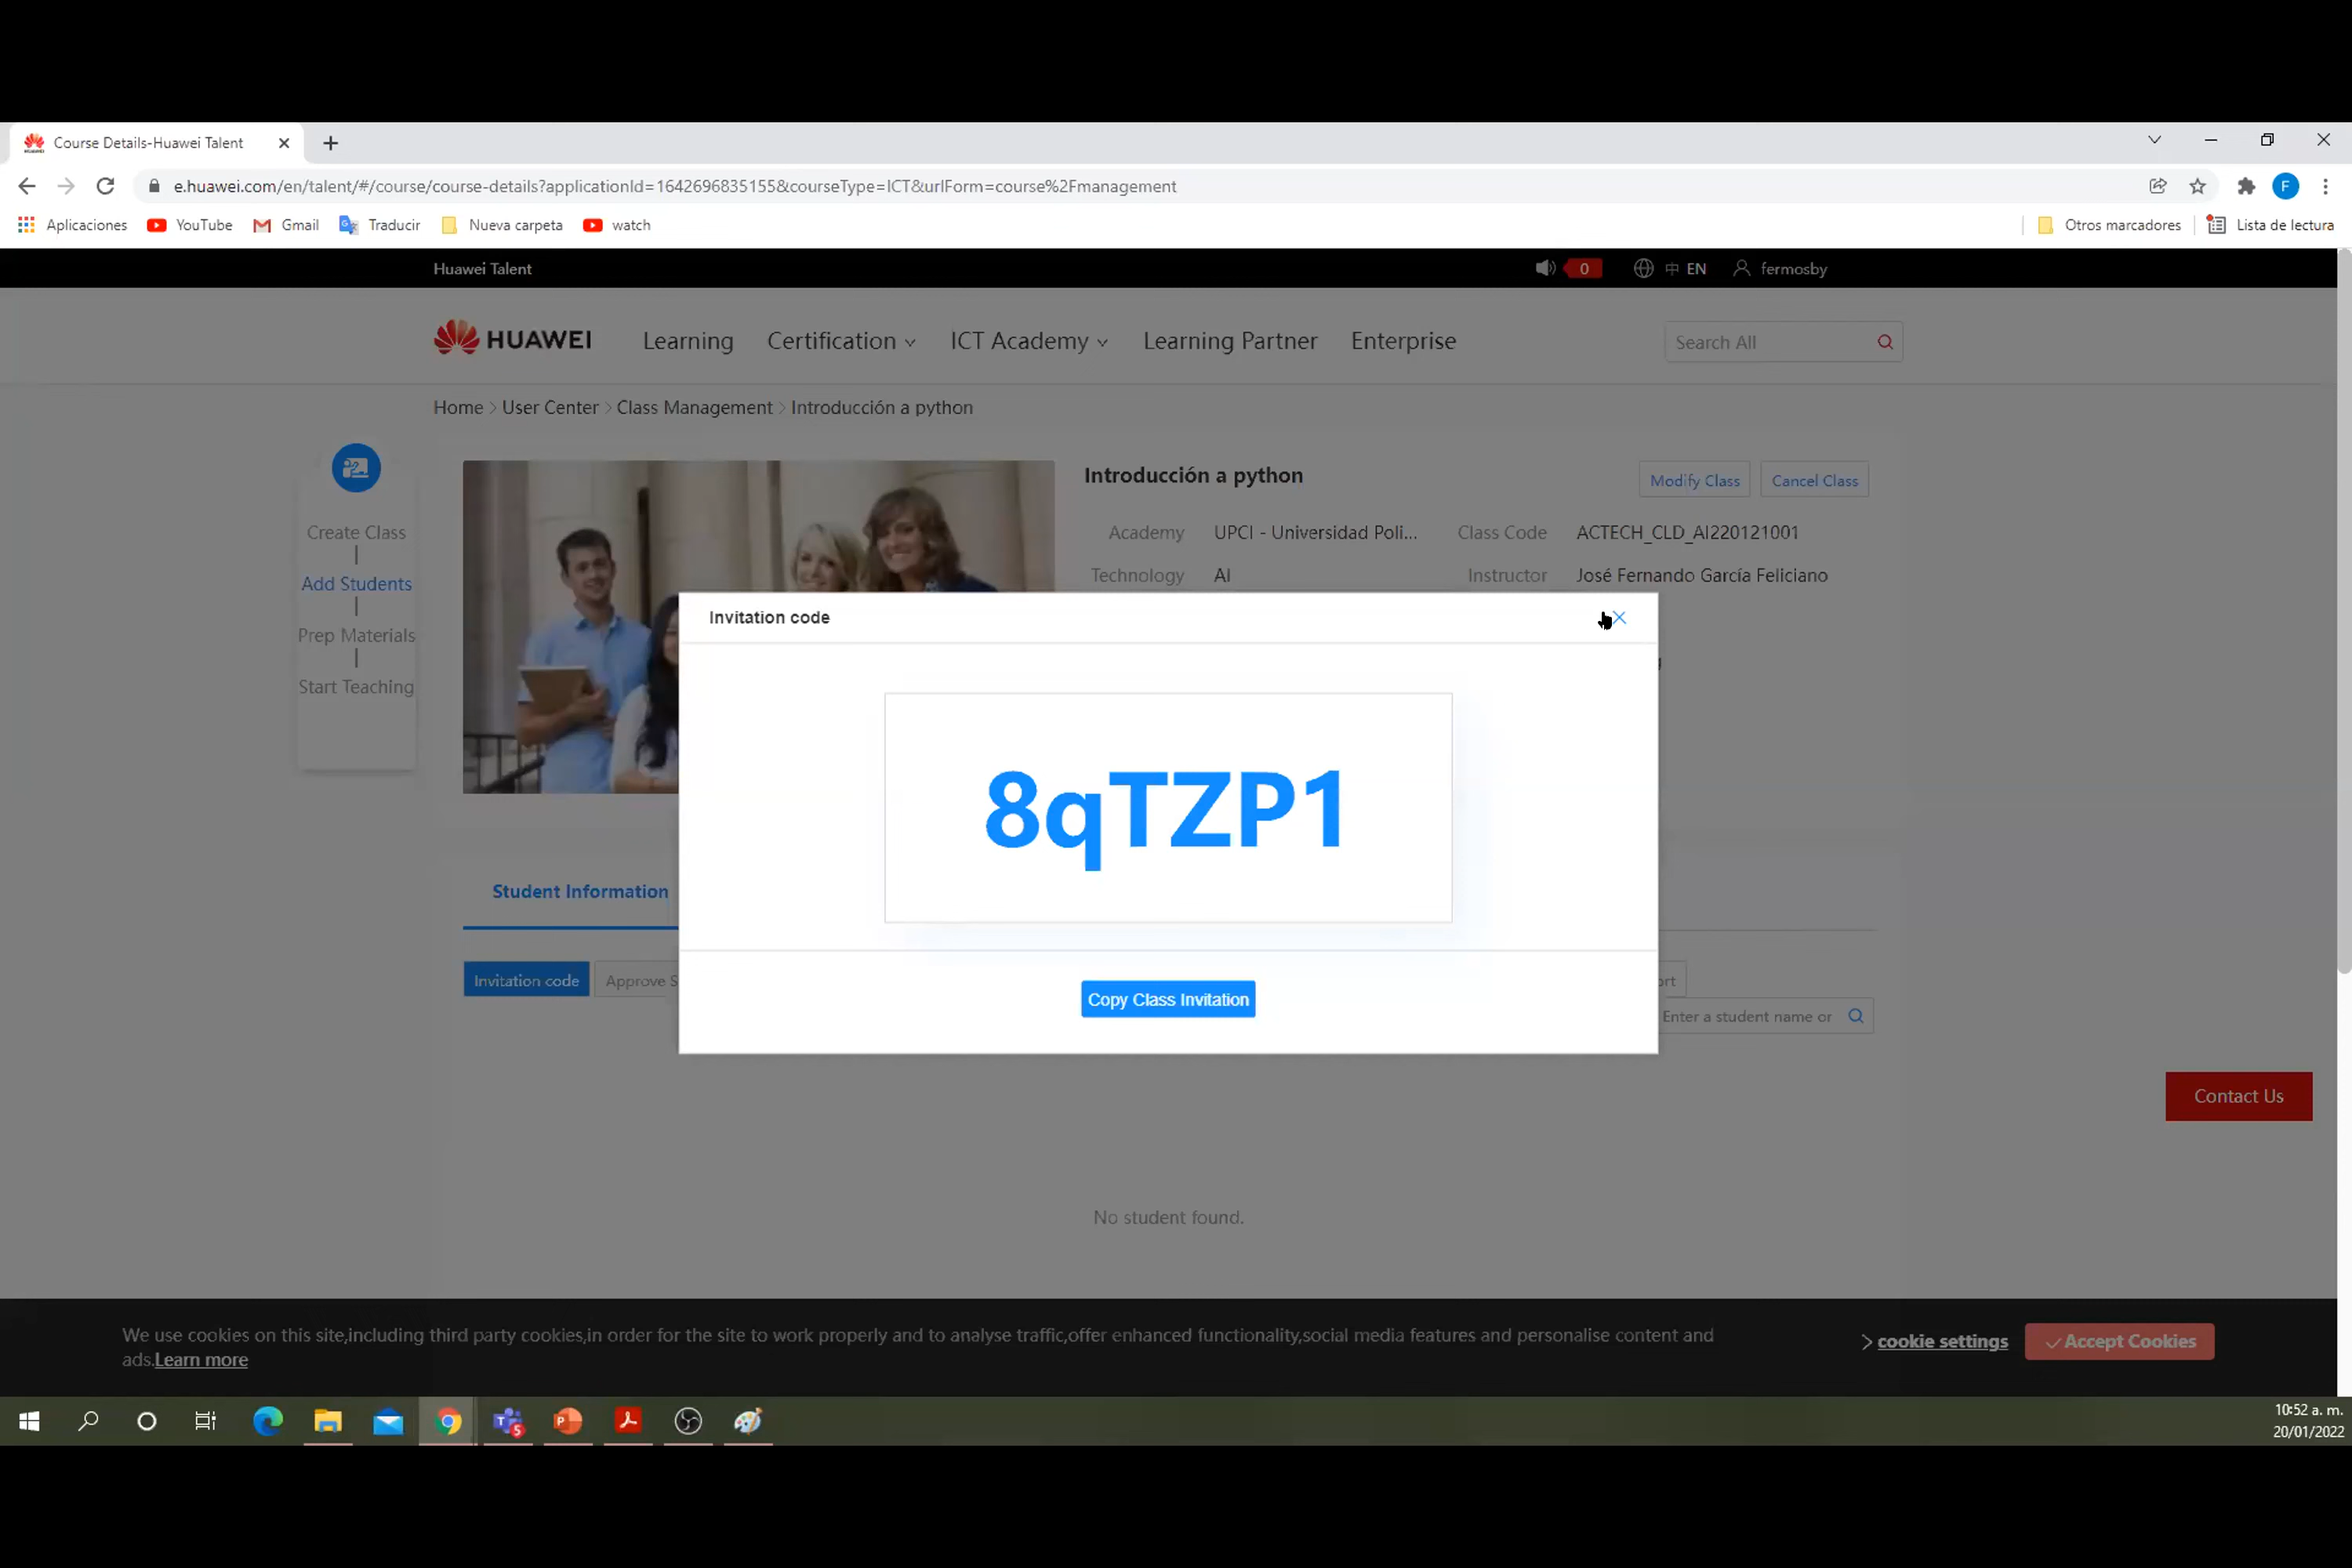 Course Details-Huawei Talent
e.huawei.com/en/talent/#/course/course-details?applicationId=1642696835155&courseType=ICT&urlForm=course%2Fmanagement
F
Aplicaciones YouTube Gmail Traducir Nueva carpeta watch Otros marcadores Lista de lectura
Huawei Talent 0 中 EN fermosby
HUAWEI Learning Certification ICT Academy Learning Partner Enterprise Search All
Home > User Center > Class Management > Introducción a python
Introducción a python Modify Class Cancel Class
Create Class
Add Students
Prep Materials
Start Teaching
Academy UPCI - Universidad Poli... Class Code ACTECH_CLD_AI220121001
Technology AI Instructor José Fernando García Feliciano
Invitation code
8qTZP1
Copy Class Invitation
Student Information
Invitation code Approve
Enter a student name or
No student found.
Contact Us
We use cookies on this site,including third party cookies,in order for the site to work properly and to analyse traffic,offer enhanced functionality,social media features and personalise content and
ads.Learn more
cookie settings Accept Cookies
10:52 a. m.
20/01/2022